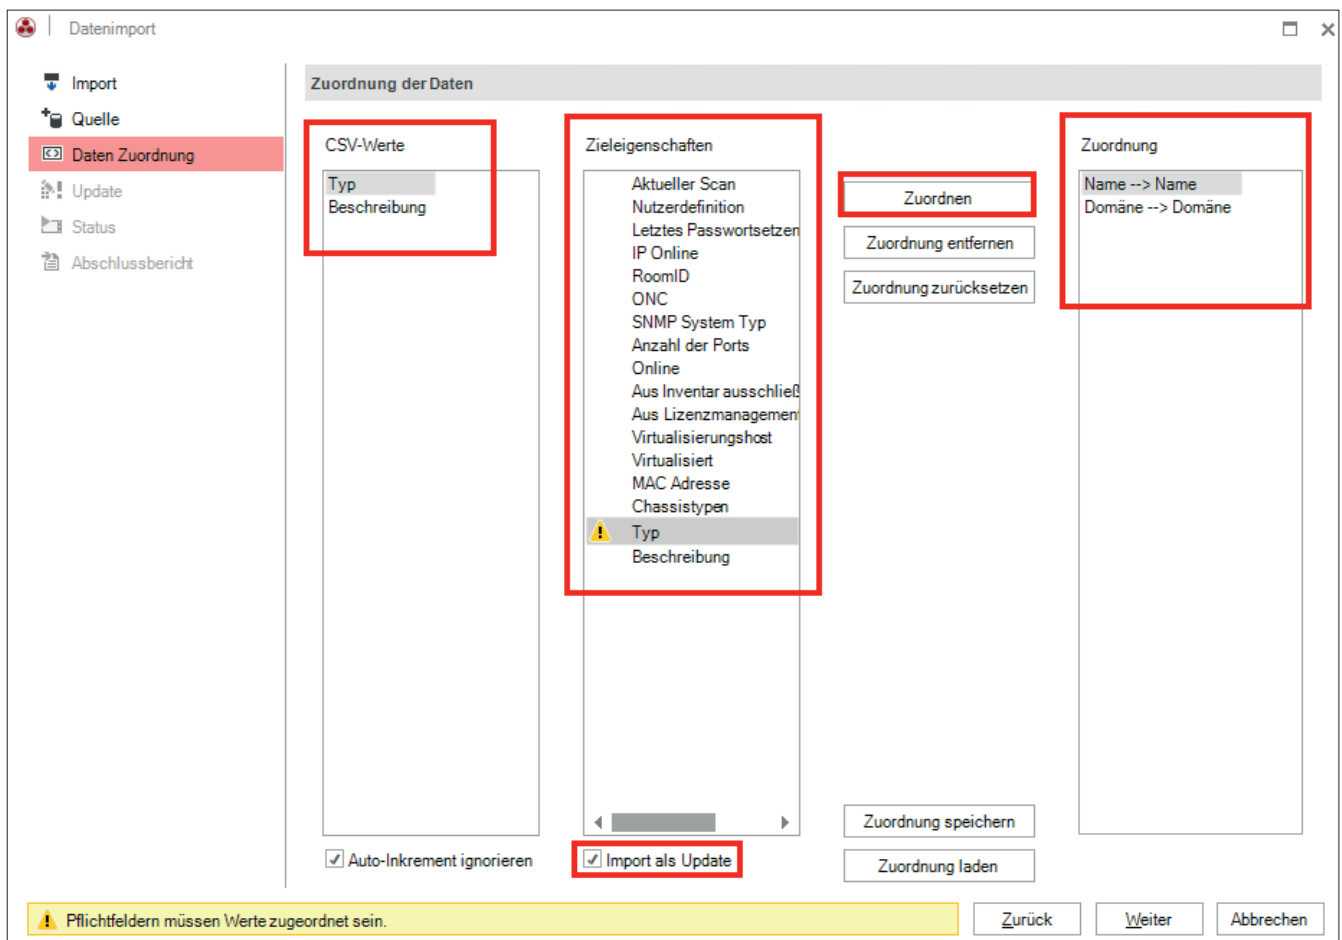 Datenimport
Import
Quelle
Daten Zuordnung
Update
Status
Abschlussbericht
Zuordnung der Daten
CSV-Werte
Typ
Beschreibung
Auto-Inkrement ignorieren
Zieleigenschaften
Aktueller Scan
Nutzerdefinition
Letztes Passwortsetzen
IP Online
RoomID
ONC
SNMP System Typ
Anzahl der Ports
Online
Aus Inventar ausschließ
Aus Lizenzmanagement
Virtualisierungshost
Virtualisiert
MAC Adresse
Chassistypen
Typ
Beschreibung
Import als Update
Zuordnen
Zuordnung entfernen
Zuordnung zurücksetzen
Zuordnung speichern
Zuordnung laden
Zuordnung
Name --> Name
Domäne --> Domäne
Pflichtfeldern müssen Werte zugeordnet sein.
Zurück
Weiter
Abbrechen